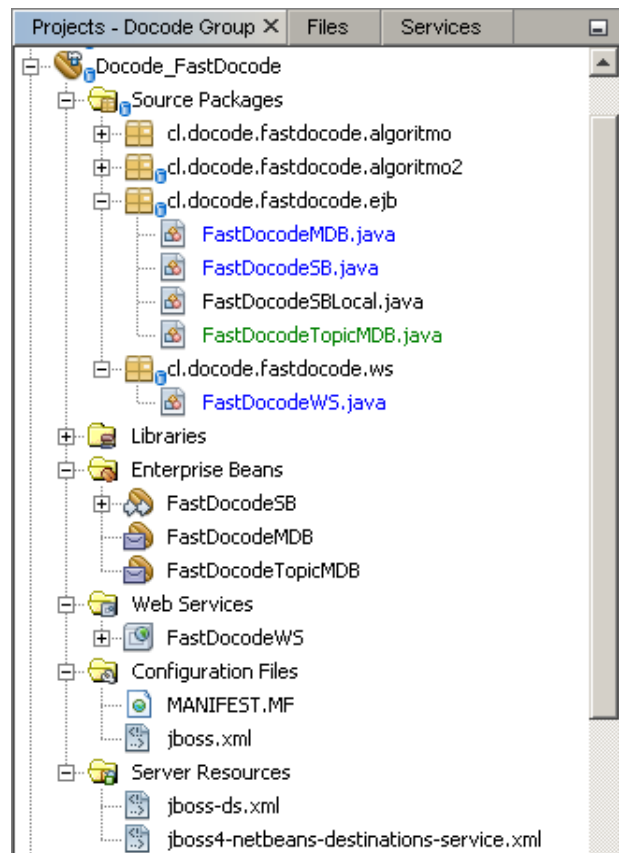 Projects - Docode Group Files Services
Docode_FastDocode
Source Packages
cl.docode.fastdocode.algoritmo
cl.docode.fastdocode.algoritmo2
cl.docode.fastdocode.ejb
FastDocodeMDB.java
FastDocodeSB.java
FastDocodeSBLocal.java
FastDocodeTopicMDB.java
cl.docode.fastdocode.ws
FastDocodeWS.java
Libraries
Enterprise Beans
FastDocodeSB
FastDocodeMDB
FastDocodeTopicMDB
Web Services
FastDocodeWS
Configuration Files
MANIFEST.MF
jboss.xml
Server Resources
jboss-ds.xml
jboss4-netbeans-destinations-service.xml